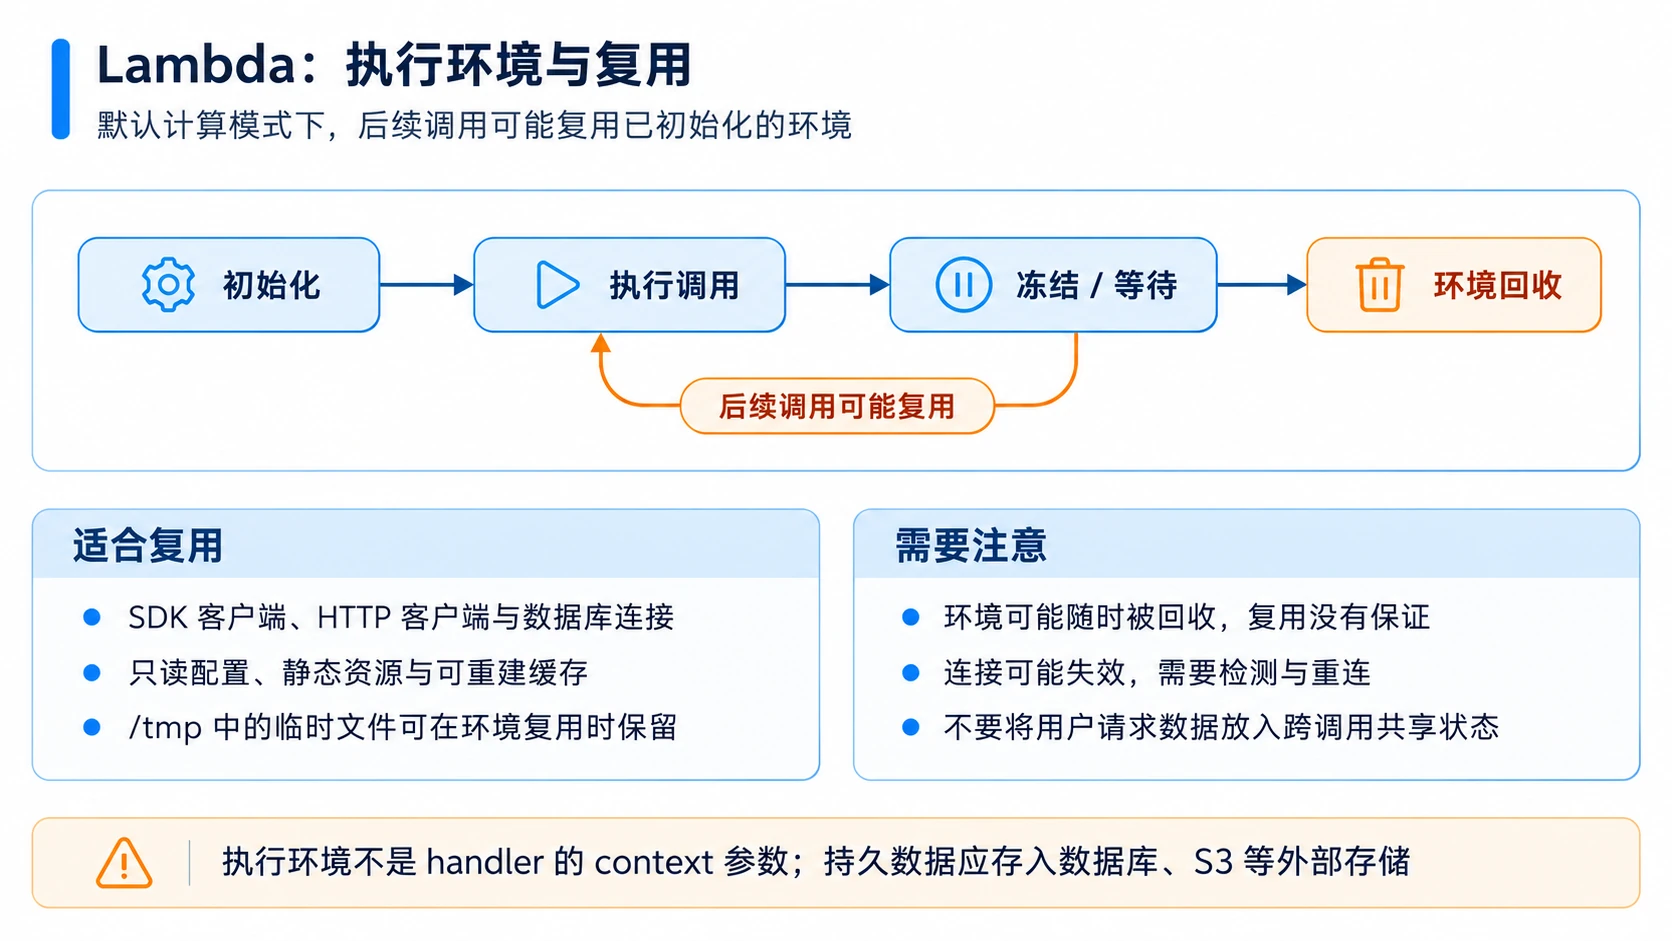 Lambda：执行环境与复用
默认计算模式下，后续调用可能复用已初始化的环境
初始化
执行调用
冻结 / 等待
环境回收
后续调用可能复用
适合复用
SDK 客户端、HTTP 客户端与数据库连接
只读配置、静态资源与可重建缓存
/tmp 中的临时文件可在环境复用时保留
需要注意
环境可能随时被回收，复用没有保证
连接可能失效，需要检测与重连
不要将用户请求数据放入跨调用共享状态
执行环境不是 handler 的 context 参数；持久数据应存入数据库、S3 等外部存储